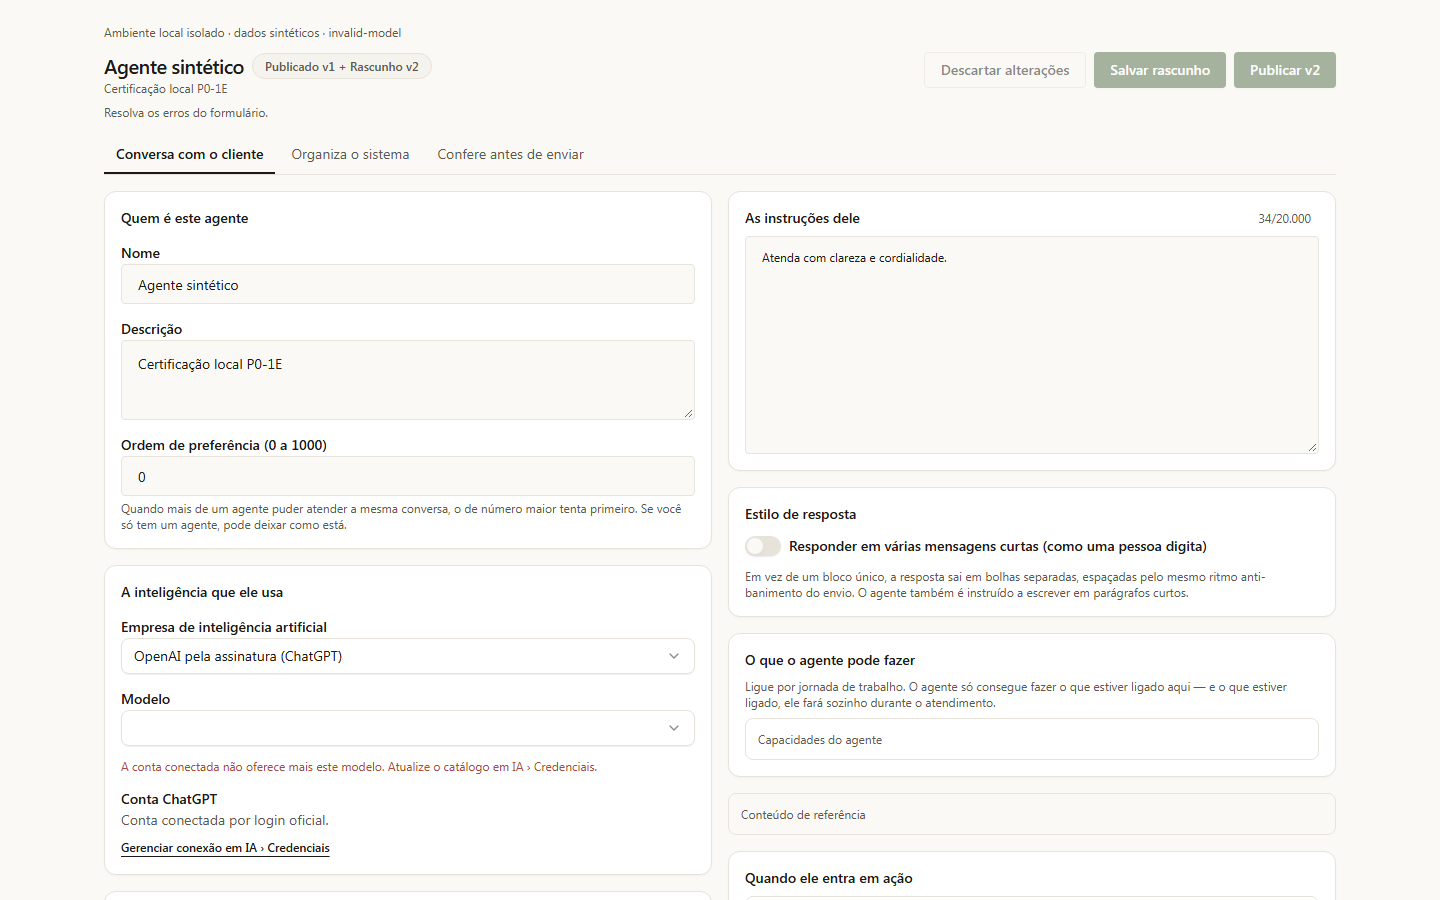 Ambiente local isolado · dados sintéticos · invalid-model
Agente sintético
Publicado v1 + Rascunho v2
Certificação local P0-1E
Resolva os erros do formulário.
Descartar alterações
Salvar rascunho
Publicar v2
Conversa com o cliente
Organiza o sistema
Confere antes de enviar
Quem é este agente
Nome
Agente sintético
Descrição
Certificação local P0-1E
Ordem de preferência (0 a 1000)
0
Quando mais de um agente puder atender a mesma conversa, o de número maior tenta primeiro. Se você
só tem um agente, pode deixar como está.
A inteligência que ele usa
Empresa de inteligência artificial
OpenAI pela assinatura (ChatGPT)
Modelo
A conta conectada não oferece mais este modelo. Atualize o catálogo em IA › Credenciais.
Conta ChatGPT
Conta conectada por login oficial.
Gerenciar conexão em IA › Credenciais
As instruções dele
34/20.000
Atenda com clareza e cordialidade.
Estilo de resposta
Responder em várias mensagens curtas (como uma pessoa digita)
Em vez de um bloco único, a resposta sai em bolhas separadas, espaçadas pelo mesmo ritmo anti-
banimento do envio. O agente também é instruído a escrever em parágrafos curtos.
O que o agente pode fazer
Ligue por jornada de trabalho. O agente só consegue fazer o que estiver ligado aqui — e o que estiver
ligado, ele fará sozinho durante o atendimento.
Capacidades do agente
Conteúdo de referência
Quando ele entra em ação